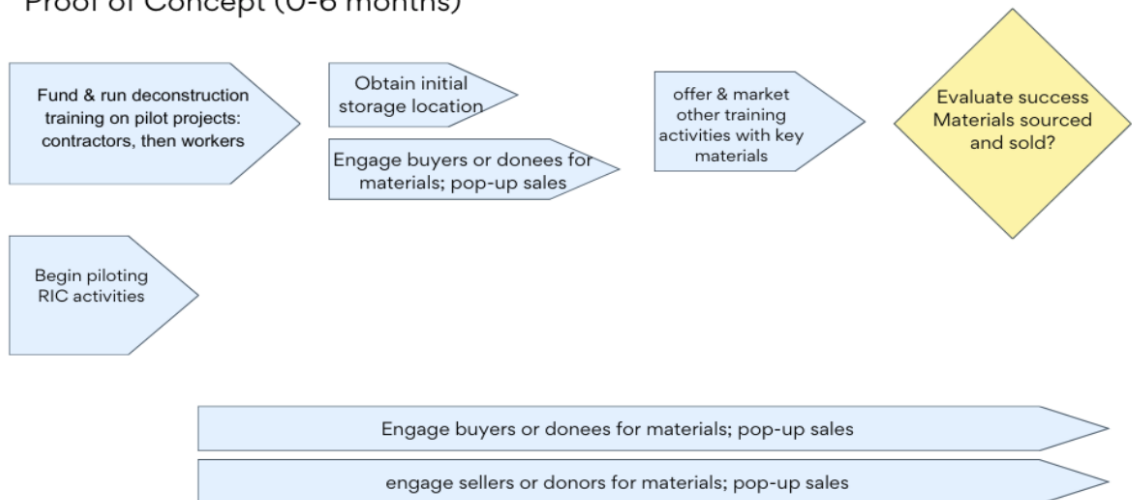 Proof of Concept (0-6 months)
Fund & run deconstruction
training on pilot projects:
contractors, then workers
Obtain initial
storage location
Engage buyers or donees for
materials; pop-up sales
offer & market
other training
activities with key
materials
Evaluate success
Materials sourced
and sold?
Begin piloting
RIC activities
Engage buyers or donees for materials; pop-up sales
engage sellers or donors for materials; pop-up sales